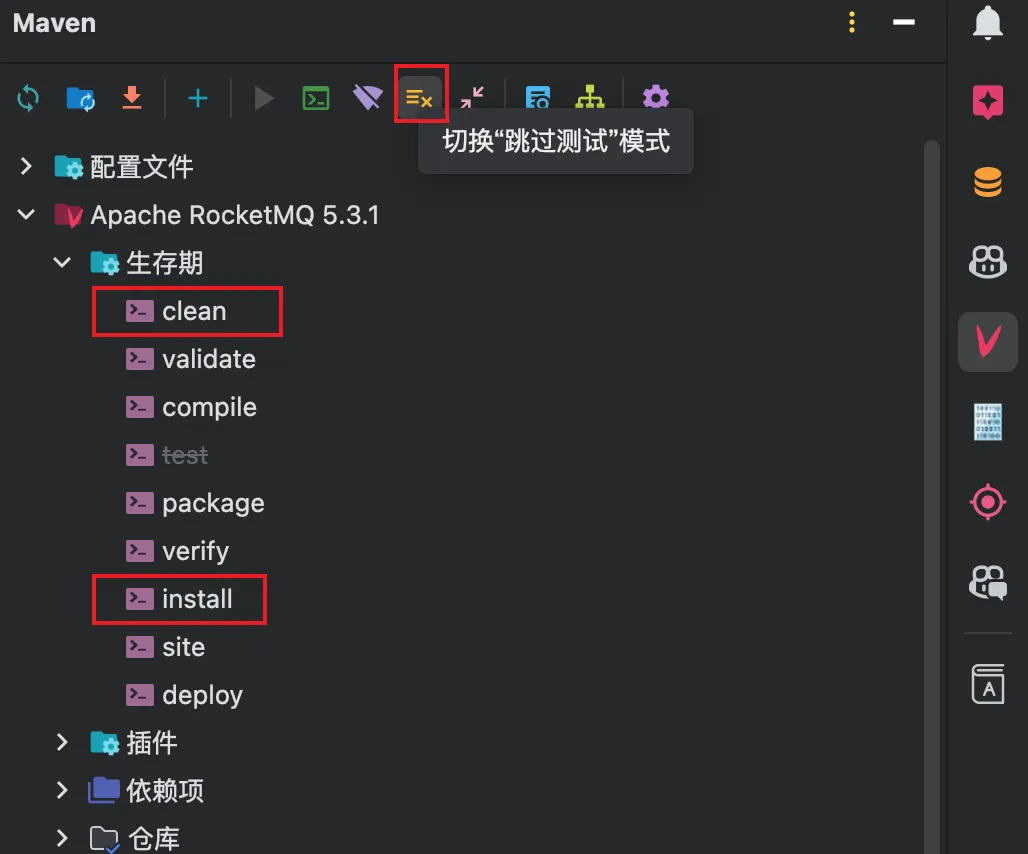 Maven
切换“跳过测试”模式
配置文件
Apache RocketMQ 5.3.1
生存期
clean
validate
compile
test
package
verify
install
site
deploy
插件
依赖项
仓库